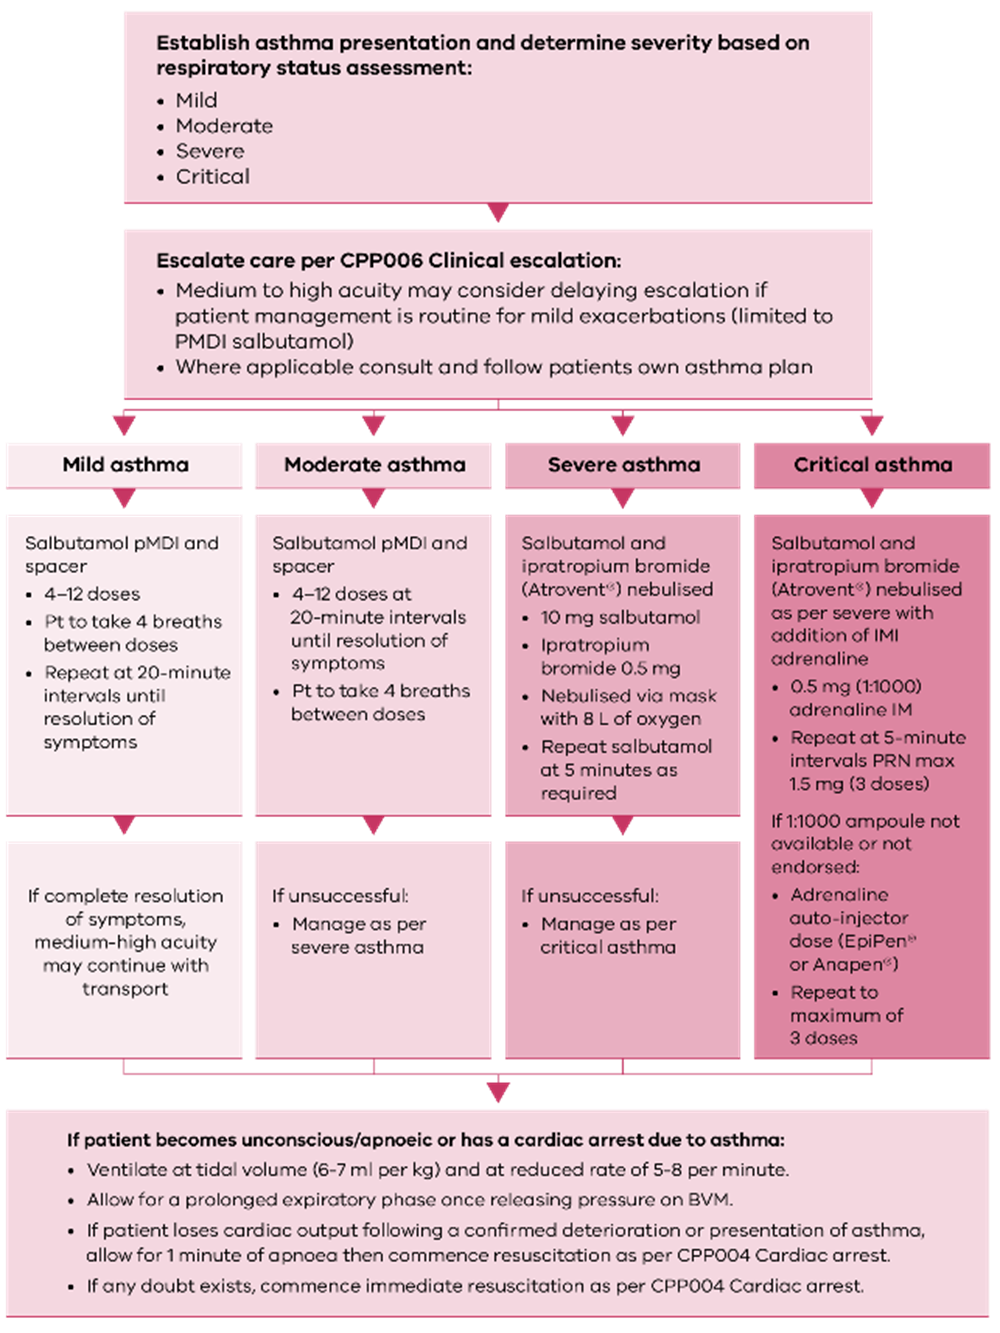 Establish asthma presentation and determine severity based on
respiratory status assessment:
• Mild
• Moderate
• Severe
• Critical
Escalate care per CPP006 Clinical escalation:
• Medium to high acuity may consider delaying escalation if
patient management is routine for mild exacerbations (limited to
PMDI salbutamol)
• Where applicable consult and follow patients own asthma plan
Mild asthma
Salbutamol pMDI and
spacer
• 4–12 doses
• Pt to take 4 breaths
between doses
• Repeat at 20-minute
intervals until
resolution of
symptoms
If complete resolution
of symptoms,
medium-high acuity
may continue with
transport
Moderate asthma
Salbutamol pMDI and
spacer
• 4–12 doses at
20-minute intervals
until resolution of
symptoms
• Pt to take 4 breaths
between doses
If unsuccessful:
• Manage as per
severe asthma
Severe asthma
Salbutamol and
ipratropium bromide
(Atrovent®) nebulised
• 10 mg salbutamol
• Ipratropium
bromide 0.5 mg
• Nebulised via mask
with 8 L of oxygen
• Repeat salbutamol
at 5 minutes as
required
If unsuccessful:
• Manage as per
critical asthma
Critical asthma
Salbutamol and
ipratropium bromide
(Atrovent®) nebulised
as per severe with
addition of IMI
adrenaline
• 0.5 mg (1:1000)
adrenaline IM
• Repeat at 5-minute
intervals PRN max
1.5 mg (3 doses)
If 1:1000 ampoule not
available or not
endorsed:
• Adrenaline
auto-injector
dose (EpiPen®
or Anapen®)
• Repeat to
maximum of
3 doses
If patient becomes unconscious/apnoeic or has a cardiac arrest due to asthma:
• Ventilate at tidal volume (6-7 ml per kg) and at reduced rate of 5-8 per minute.
• Allow for a prolonged expiratory phase once releasing pressure on BVM.
• If patient loses cardiac output following a confirmed deterioration or presentation of asthma,
allow for 1 minute of apnoea then commence resuscitation as per CPP004 Cardiac arrest.
• If any doubt exists, commence immediate resuscitation as per CPP004 Cardiac arrest.